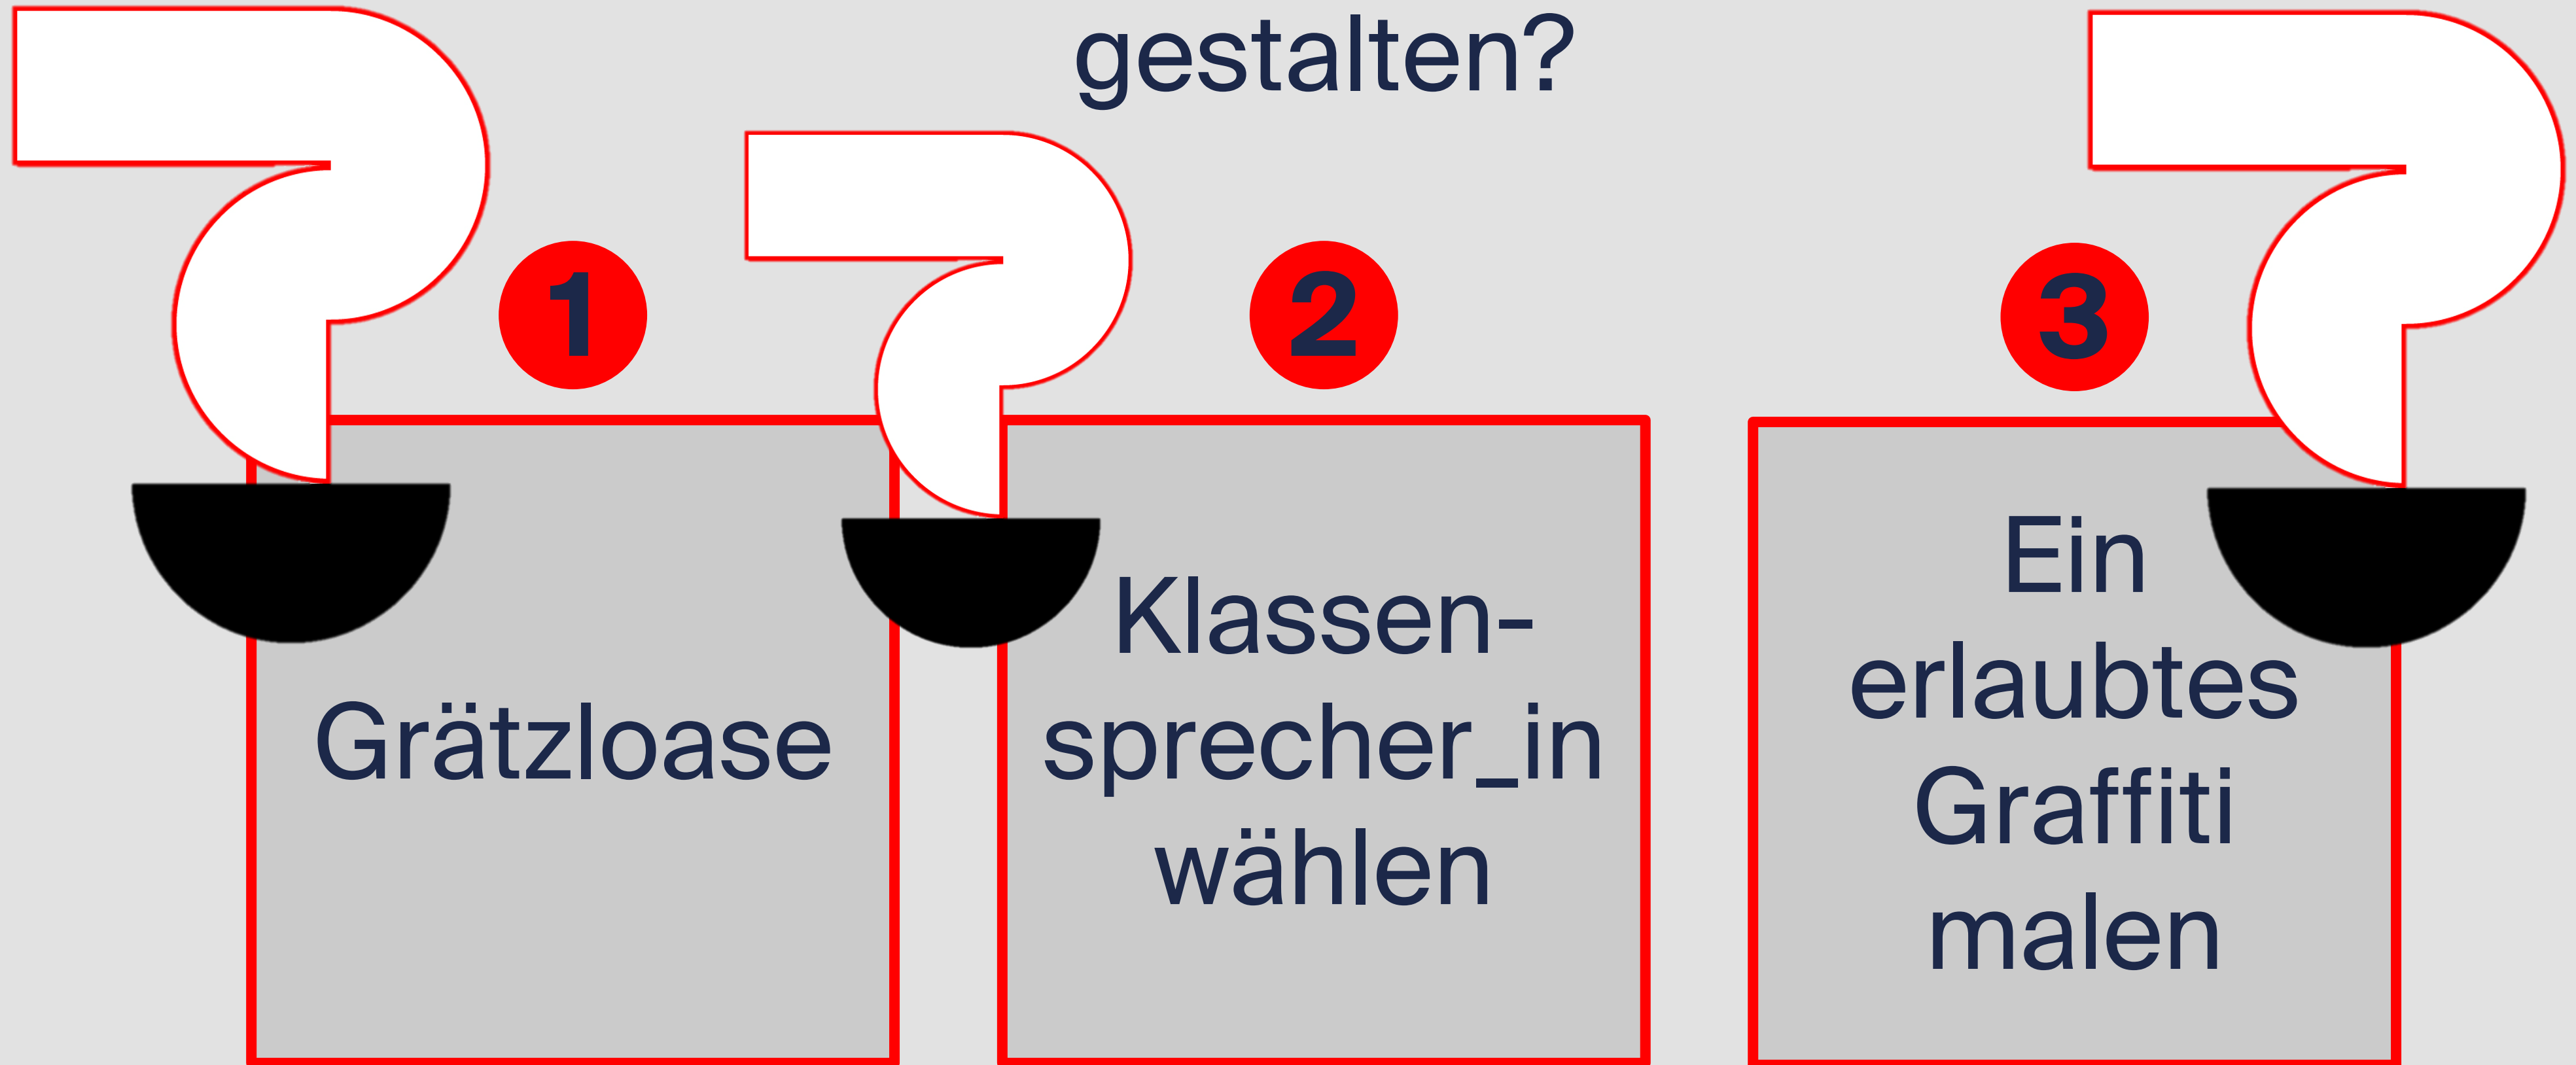 gestalten?
1
Grätzloase
2
Klassen-
sprecher_in
wählen
3
Ein
erlaubtes
Graffiti
malen